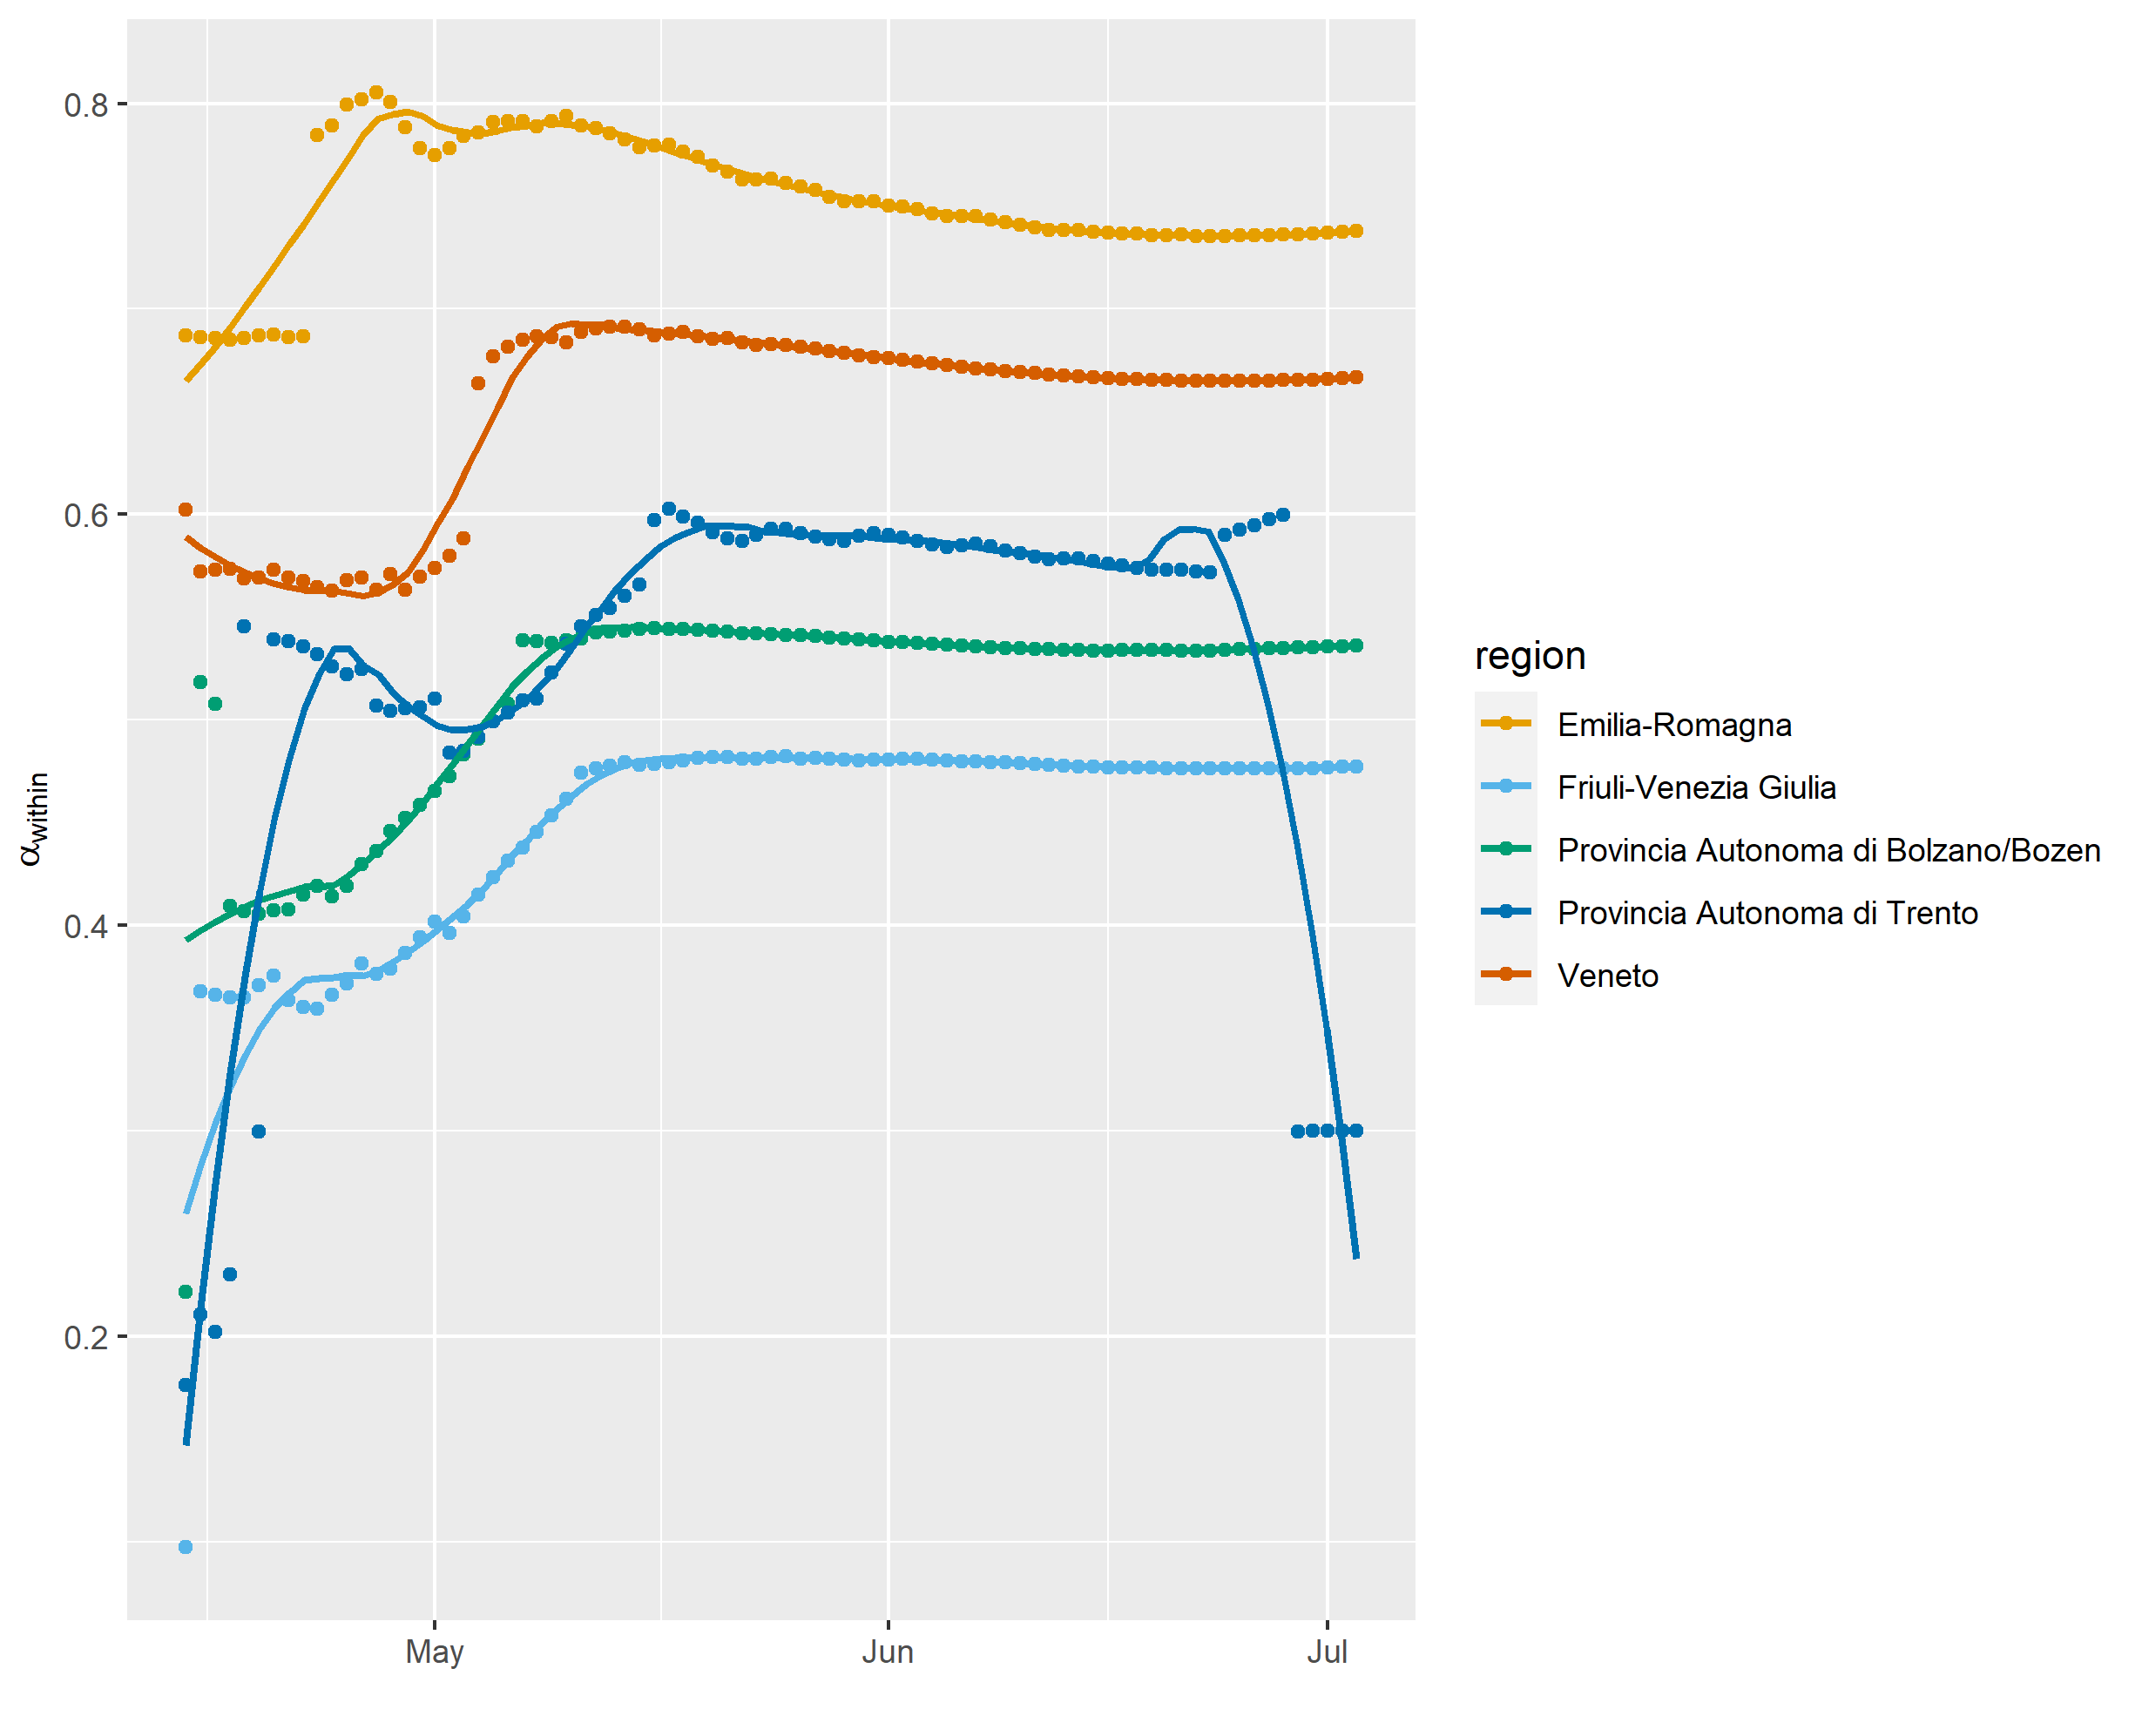 0.8
0.6
0.4
0.2
αwithin
May Jun Jul
region
Emilia-Romagna
Friuli-Venezia Giulia
Provincia Autonoma di Bolzano/Bozen
Provincia Autonoma di Trento
Veneto